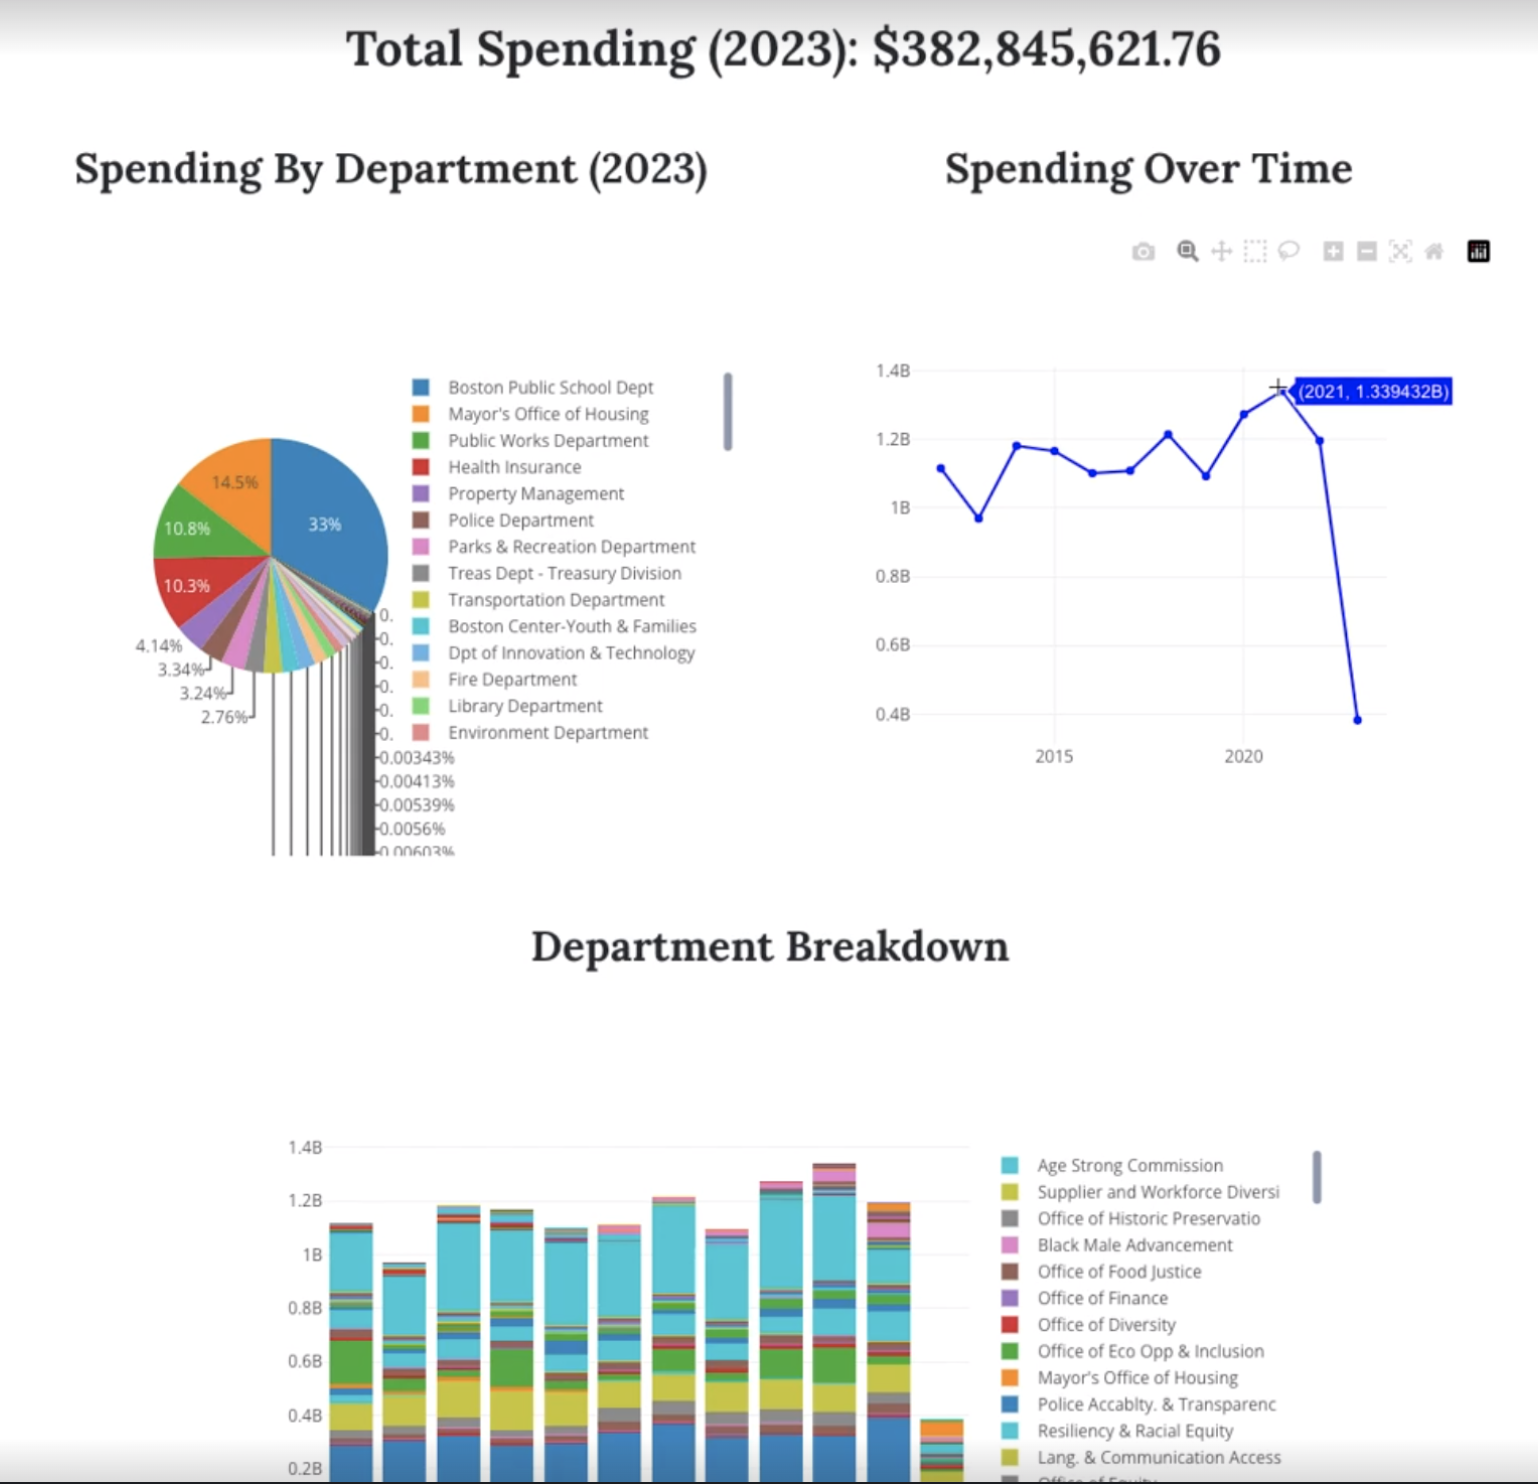 Total Spending (2023): $382,845,621.76
Spending By Department (2023)
Spending Over Time
Boston Public School Dept
Mayor's Office of Housing
Public Works Department
Health Insurance
Property Management
Police Department
Parks & Recreation Department
Treas Dept - Treasury Division
Transportation Department
Boston Center-Youth & Families
Dpt of Innovation & Technology
Fire Department
Library Department
Environment Department
33%
14.5%
10.8%
10.3%
4.14%
3.34%
3.24%
2.76%
0.
0.
0.
0.
0.
0.
0.00343%
0.00413%
0.00539%
0.0056%
0.00603%
1.4B
1.2B
1B
0.8B
0.6B
0.4B
2015
2020
(2021, 1.339432B)
Department Breakdown
1.4B
1.2B
1B
0.8B
0.6B
0.4B
0.2B
Age Strong Commission
Supplier and Workforce Diversi
Office of Historic Preservatio
Black Male Advancement
Office of Food Justice
Office of Finance
Office of Diversity
Office of Eco Opp & Inclusion
Mayor's Office of Housing
Police Accablty. & Transparenc
Resiliency & Racial Equity
Lang. & Communication Access
Office of Equity